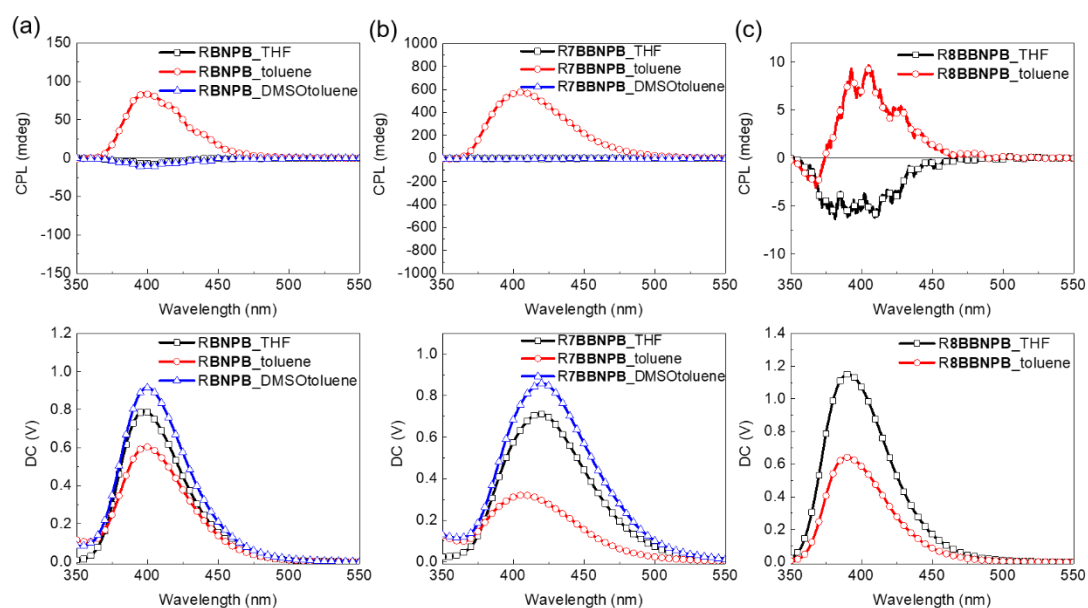 (a)
RBNPB_THF
RBNPB_toluene
RBNPB_DMSOtoluene
150
100
50
0
-50
-100
-150
CPL (mdeg)
350 400 450 500 550
Wavelength (nm)
(b)
R7BBNPB_THF
R7BBNPB_toluene
R7BBNPB_DMSOtoluene
1000
800
600
400
200
0
-200
-400
-600
-800
-1000
CPL (mdeg)
350 400 450 500 550
Wavelength (nm)
(c)
R8BBNPB_THF
R8BBNPB_toluene
10
5
0
-5
-10
CPL (mdeg)
350 400 450 500 550
Wavelength (nm)
RBNPB_THF
RBNPB_toluene
RBNPB_DMSOtoluene
1.2
1.0
0.8
0.6
0.4
0.2
0.0
DC (V)
350 400 450 500 550
Wavelength (nm)
R7BBNPB_THF
R7BBNPB_toluene
R7BBNPB_DMSOtoluene
1.0
0.8
0.6
0.4
0.2
0.0
DC (V)
350 400 450 500 550
Wavelength (nm)
R8BBNPB_THF
R8BBNPB_toluene
1.4
1.2
1.0
0.8
0.6
0.4
0.2
0.0
DC (V)
350 400 450 500 550
Wavelength (nm)